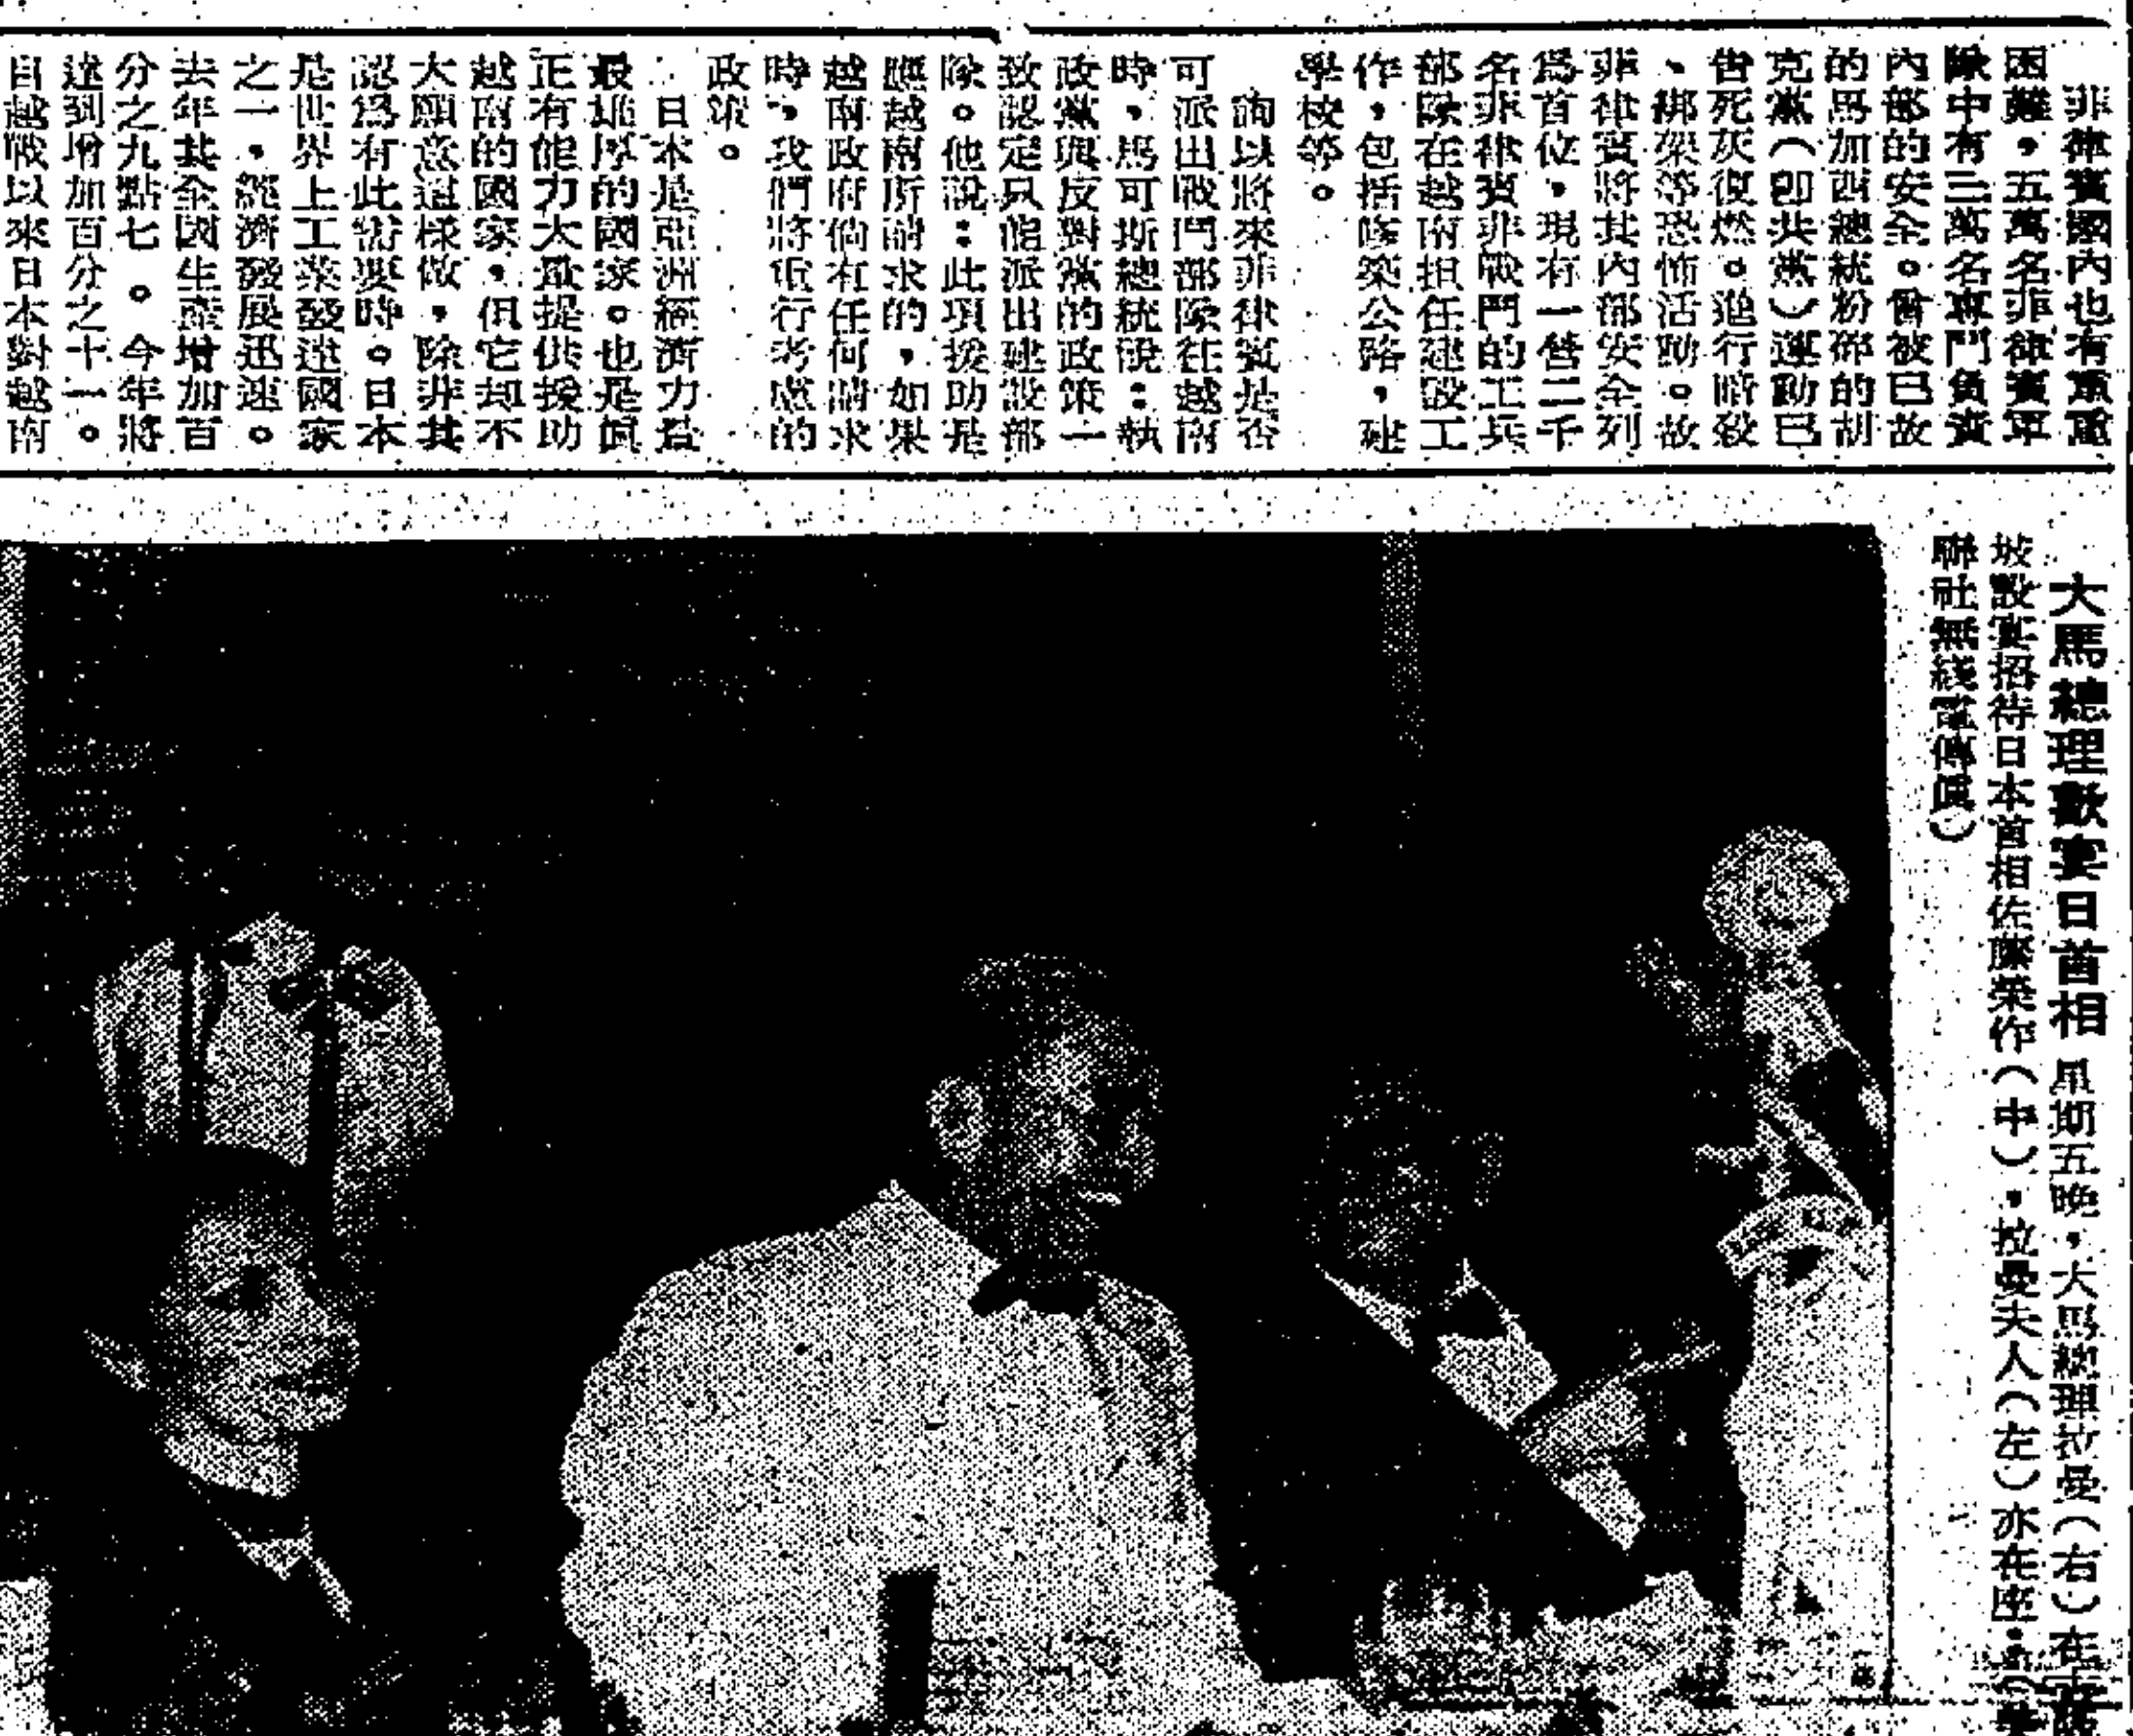 菲律賓國內也有重重
困難，五萬名菲律賓軍
隊中有三萬名專門負責
內部的安全。曾被已故
的馬加西總統粉碎的胡
克黨（即共黨）運動已
告死灰復燃。進行暗殺
、綁架等恐怖活動。故
菲律賓將其內部安全列
爲首位，現有一營二千
名菲律賓非戰鬥的工兵
部隊在越南担任建設工
作，包括修築公路，建
學校等。
詢以將來菲律賓是否
可派出戰鬥部隊往越南
時，馬可斯總統說：執
政黨與反對黨的政策一
致認定只能派出建設部
隊。他說：此項援助是
應越南所請求的，如果
越南政府倘有任何請求
時，我們將重行考慮的
政策。
日本是亞洲經濟力最
最堆厚的國家。也是眞
正有能力大量提供援助
越南的國家，但它却不
大願意這樣做，除非其
認爲有此需要時。日本
是世界上工業發達國家
之一，經濟發展迅速。
去年其全國生產增加百
分之九點七。今年將
達到增加百分之十一。
自越戰以來日本對越南
大馬總理歡宴日首相 星期五晚，大馬總理拉曼（右）在
坡設宴招待日本首相佐藤榮作（中），拉曼夫人（左）亦在座。（
聯社無綫電傳眞）